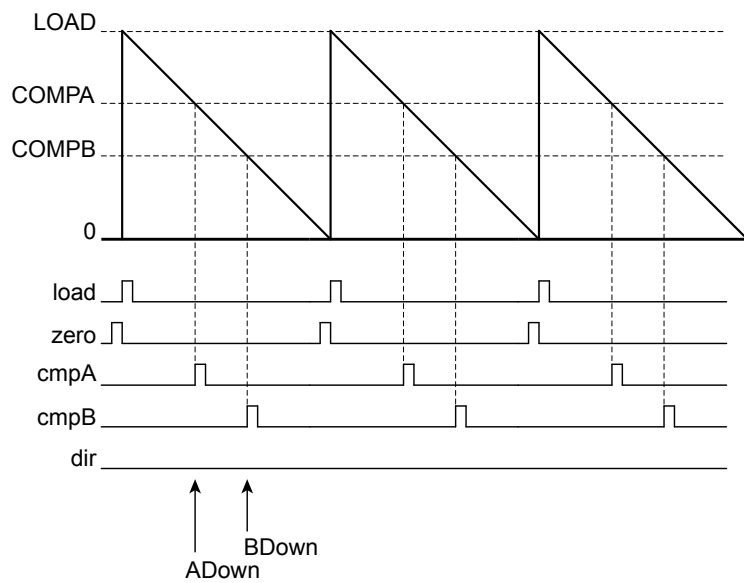 LOAD
COMPA
COMPB
0
load
zero
cmpA
cmpB
dir
BDown
ADown